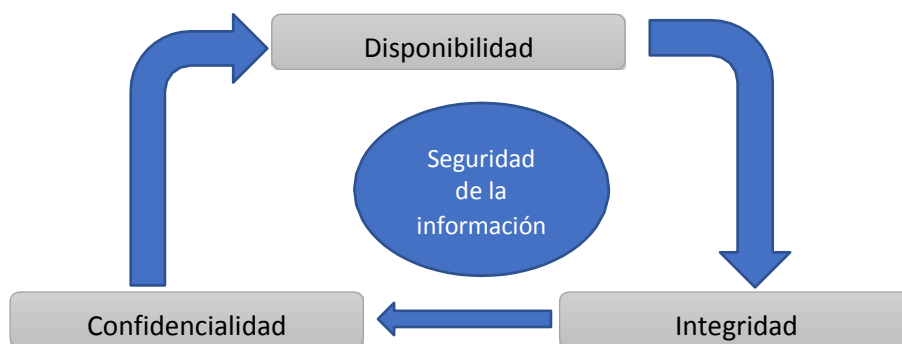 Disponibilidad
Seguridad
de la
información
Confidencialidad
Integridad